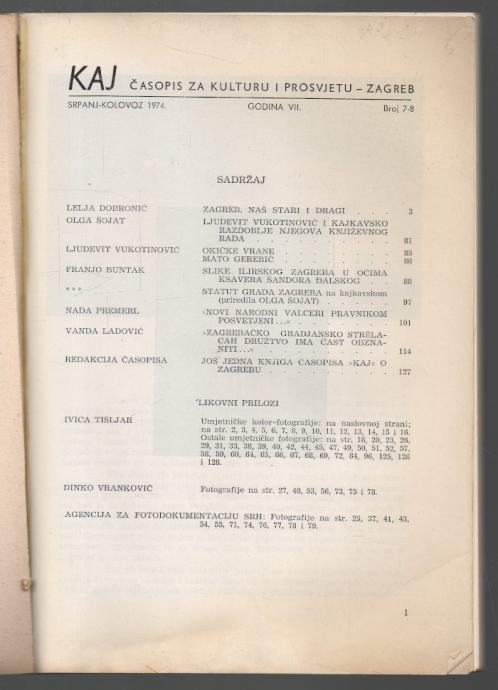 KAJ ČASOPIS ZA KULTURU I PROSVJETU – ZAGREB
SRPANJ-KOLOVOZ 1974. GODINA VII. Broj 7-8
SADRŽAJ
LELJA DOBRONIĆ ZAGREB, NAŠ STARI I DRAGI . . . 3
OLGA ŠOJAT LJUDEVIT VUKOTINOVIĆ I KAJKAVSKO
RAZDOBLJE NJEGOVA KNJIŽEVNOG
RADA . . . . . . . . . 81
LJUDEVIT VUKOTINOVIĆ OKIČKE VRANE . . . . . . . 85
MATO GEREBIĆ . . . . . . . 86
FRANJO BUNTAK SLIKE ILIRSKOG ZAGREBA U OČIMA
KSAVERA ŠANDORA ĐALSKOG . . . 88
*** STATUT GRADA ZAGREBA na kajkavskom
(priredila OLGA ŠOJAT) . . . . . 97
NADA PREMERL »NOVI NARODNI VALCERI PRAVNIKOM
POSVETJENI...« . . . . . . . 101
VANDA LADOVIĆ »ZAGREBAČKO GRADJANSKO STRĚLA-
CAH DRUŽTVO IMA ČAST OBZNA-
NITI...« . . . . . . . . 114
REDAKCIJA ČASOPISA JOŠ JEDNA KNJIGA ČASOPISA »KAJ« O
ZAGREBU . . . . . . . . 127
LIKOVNI PRILOZI
IVICA TIŠLJAR Umjetničke kolor-fotografije: na naslovnoj strani;
na str. 2, 3, 4, 5, 6, 7, 8, 9, 10, 11, 12, 13, 14, 15 i 16.
Ostale umjetničke fotografije: na str. 18, 20, 23, 26,
29, 31, 33, 38, 39, 40, 42, 44, 45, 47, 49, 50, 51, 52, 57,
58, 59, 60, 64, 65, 66, 67, 68, 69, 72, 84, 96, 125, 126
i 128.
DINKO VRANKOVIĆ Fotografije na str. 27, 48, 53, 56, 73, 75 i 78.
AGENCIJA ZA FOTODOKUMENTACIJU SRH: Fotografije na str. 25, 37, 41, 43,
54, 55, 71, 74, 76, 77, 78 i 79.
1